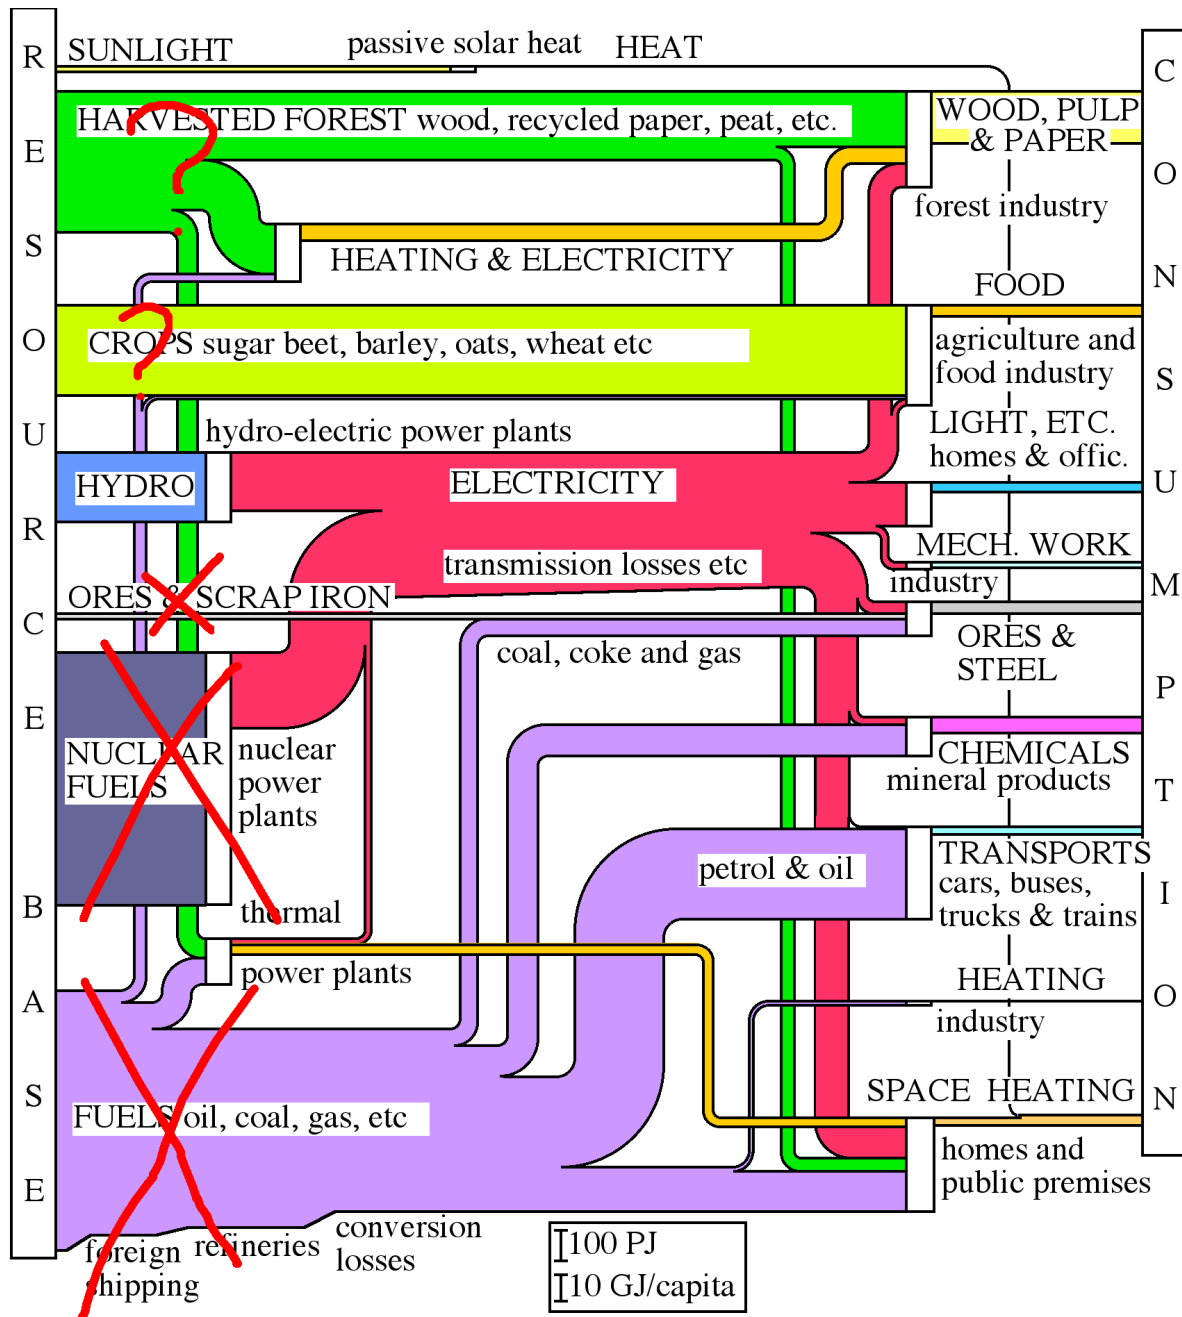 RESOURCE BASE
SUNLIGHT
passive solar heat
HEAT
HARVESTED FOREST wood, recycled paper, peat, etc.
WOOD, PULP
& PAPER
forest industry
HEATING & ELECTRICITY
FOOD
CROPS sugar beet, barley, oats, wheat etc
agriculture and
food industry
hydro-electric power plants
LIGHT, ETC.
homes & offic.
HYDRO
ELECTRICITY
MECH. WORK
transmission losses etc
industry
ORES & SCRAP IRON
coal, coke and gas
ORES &
STEEL
NUCLEAR
FUELS
nuclear
power
plants
CHEMICALS
mineral products
petrol & oil
TRANSPORTS
cars, buses,
trucks & trains
thermal
power plants
HEATING
industry
SPACE HEATING
FUELS oil, coal, gas, etc
homes and
public premises
foreign
shipping
refineries
conversion
losses
100 PJ
10 GJ/capita
CONSUMPTION
?
?